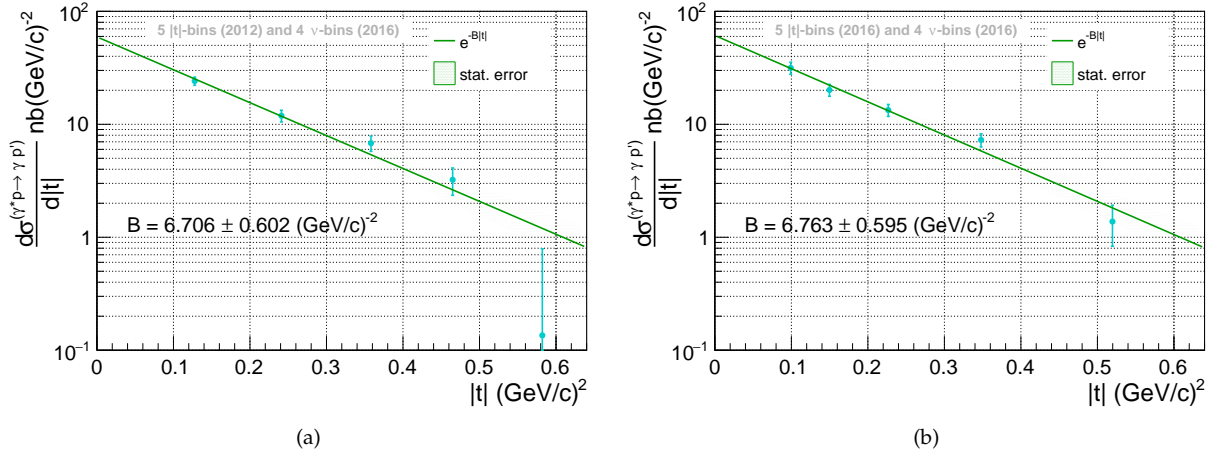 10²
5 |t|-bins (2012) and 4 ν-bins (2016)
e^-B|t|
stat. error
dσ^(γ*p→ γ p') / d|t| nb(GeV/c)^-2
10
B = 6.706 ± 0.602 (GeV/c)^-2
1
10^−1
0 0.1 0.2 0.3 0.4 0.5 0.6
|t| (GeV/c)²
(a)
10²
5 |t|-bins (2016) and 4 ν-bins (2016)
e^-B|t|
stat. error
dσ^(γ*p→ γ p') / d|t| nb(GeV/c)^-2
10
B = 6.763 ± 0.595 (GeV/c)^-2
1
10^−1
0 0.1 0.2 0.3 0.4 0.5 0.6
|t| (GeV/c)²
(b)